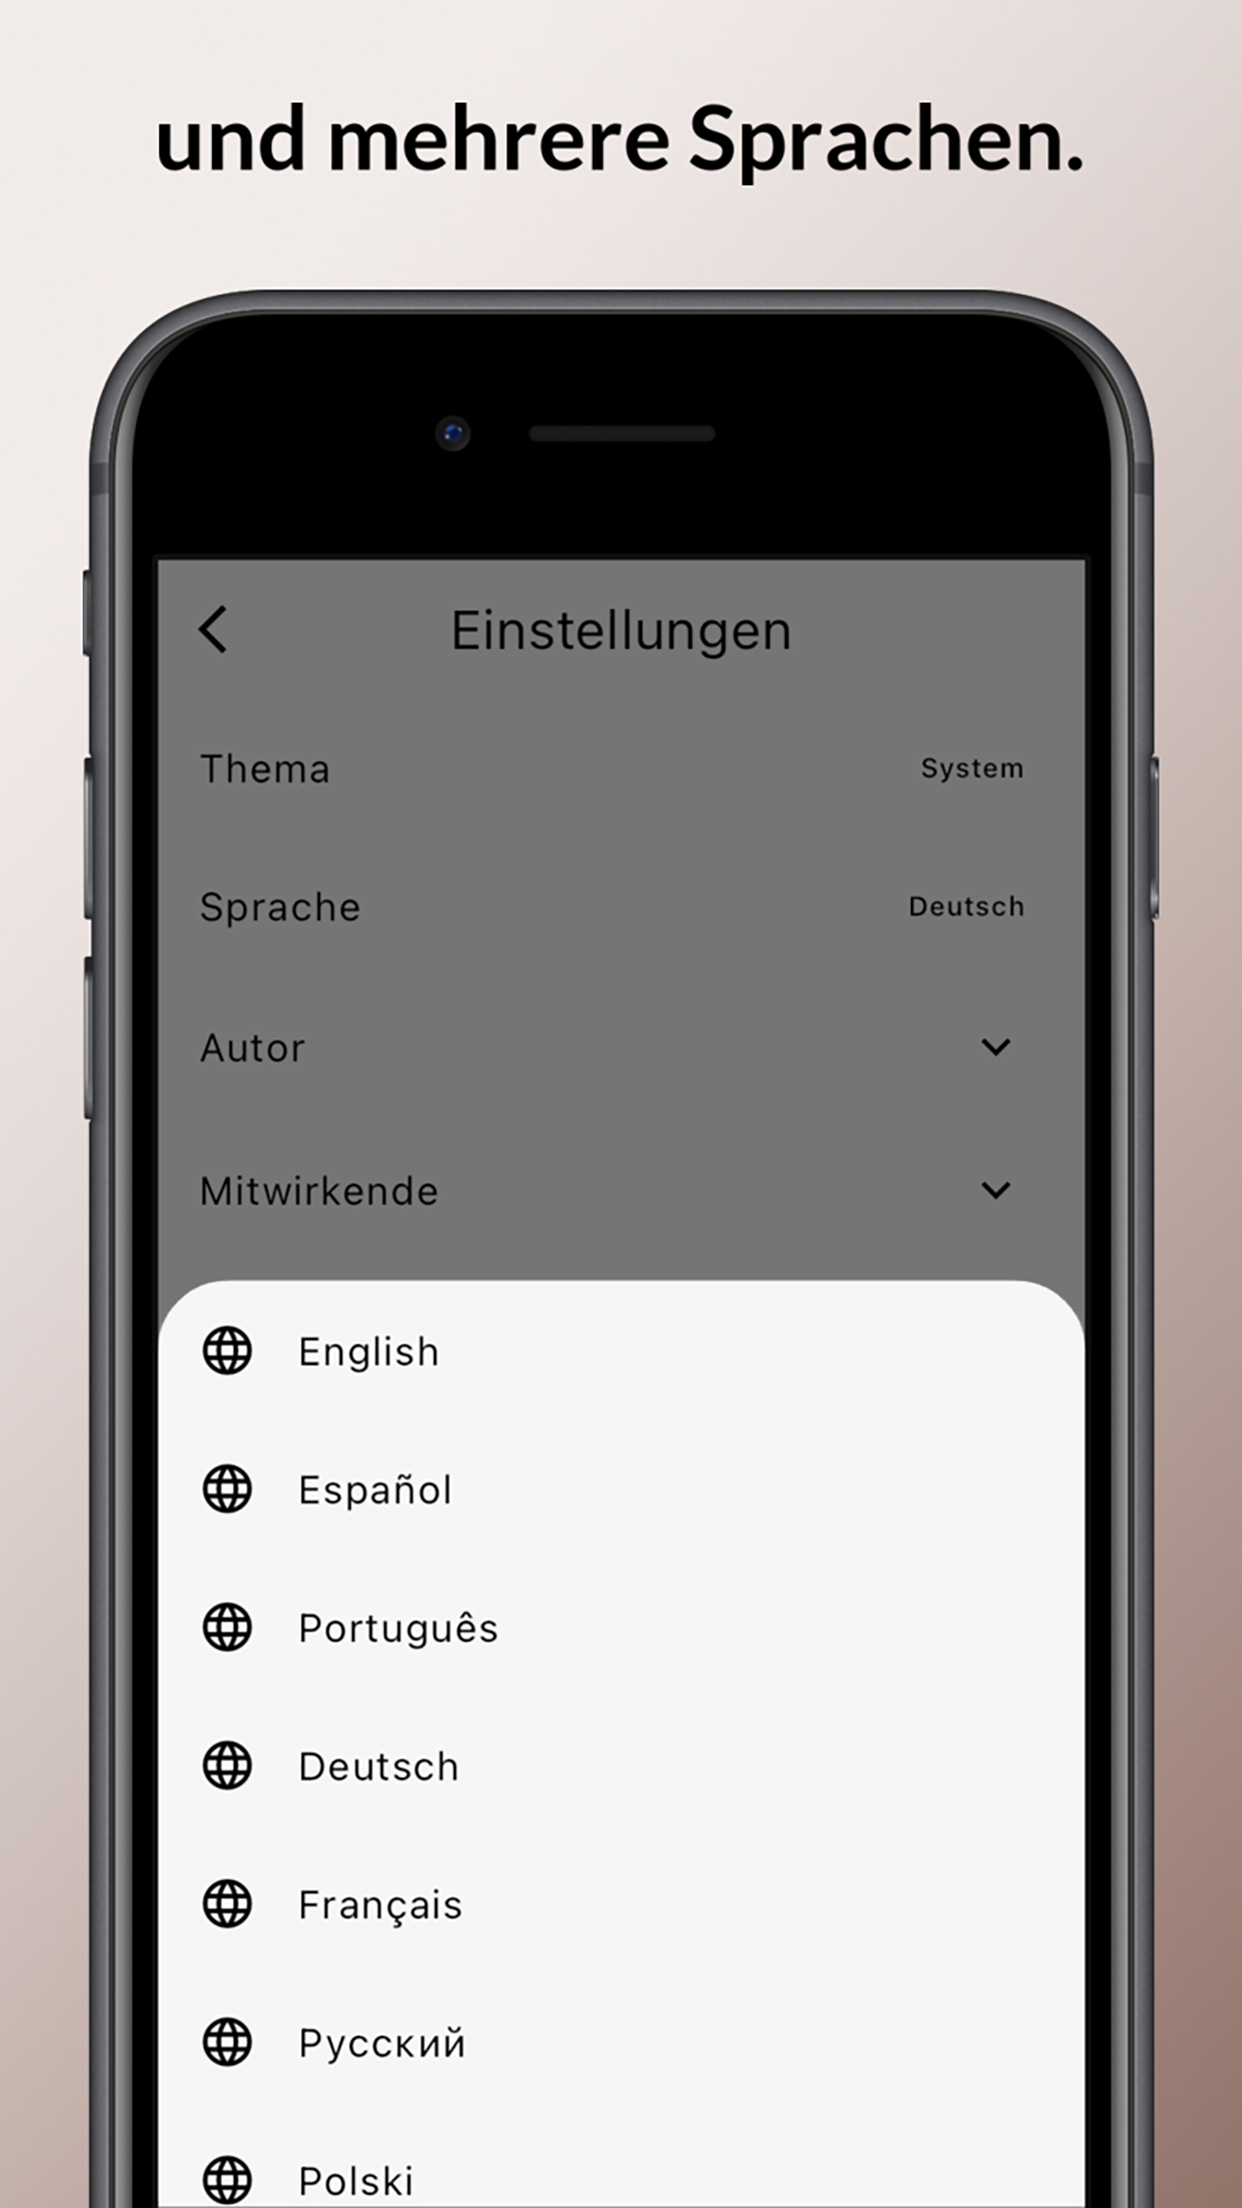 und mehrere Sprachen.
Einstellungen
Thema
System
Sprache
Deutsch
Autor
Mitwirkende
English
Español
Português
Deutsch
Français
Русский
Polski